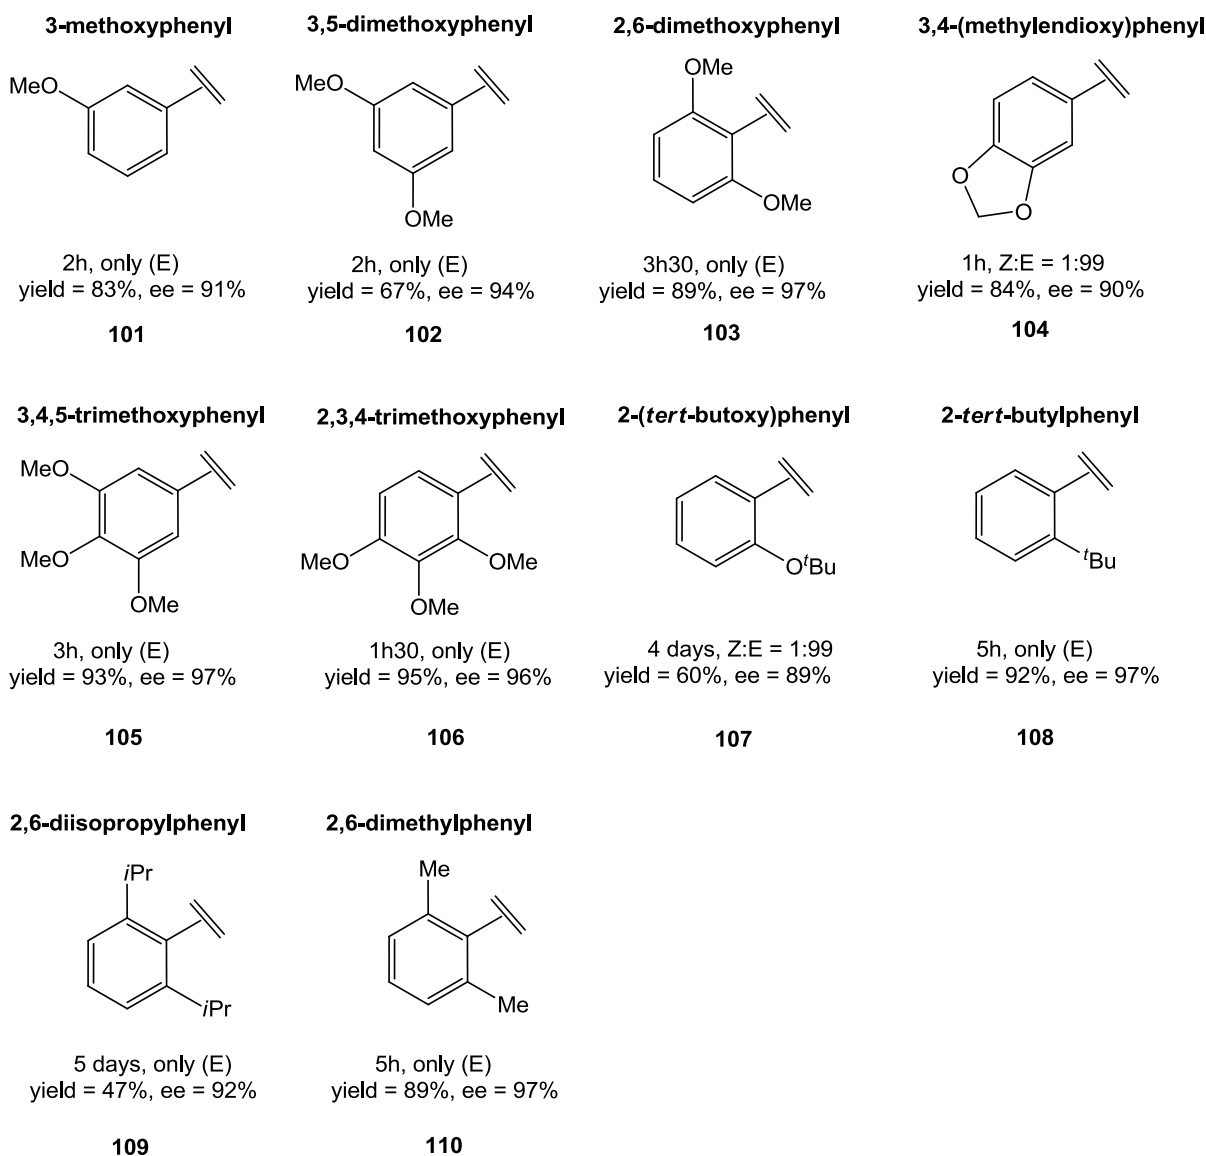 3-methoxyphenyl
MeO
2h, only (E)
yield = 83%, ee = 91%
101
3,5-dimethoxyphenyl
MeO
OMe
2h, only (E)
yield = 67%, ee = 94%
102
2,6-dimethoxyphenyl
OMe
OMe
3h30, only (E)
yield = 89%, ee = 97%
103
3,4-(methylendioxy)phenyl
O
O
1h, Z:E = 1:99
yield = 84%, ee = 90%
104
3,4,5-trimethoxyphenyl
MeO
MeO
OMe
3h, only (E)
yield = 93%, ee = 97%
105
2,3,4-trimethoxyphenyl
MeO
OMe
OMe
1h30, only (E)
yield = 95%, ee = 96%
106
2-(tert-butoxy)phenyl
OᵗBu
4 days, Z:E = 1:99
yield = 60%, ee = 89%
107
2-tert-butylphenyl
ᵗBu
5h, only (E)
yield = 92%, ee = 97%
108
2,6-diisopropylphenyl
iPr
iPr
5 days, only (E)
yield = 47%, ee = 92%
109
2,6-dimethylphenyl
Me
Me
5h, only (E)
yield = 89%, ee = 97%
110